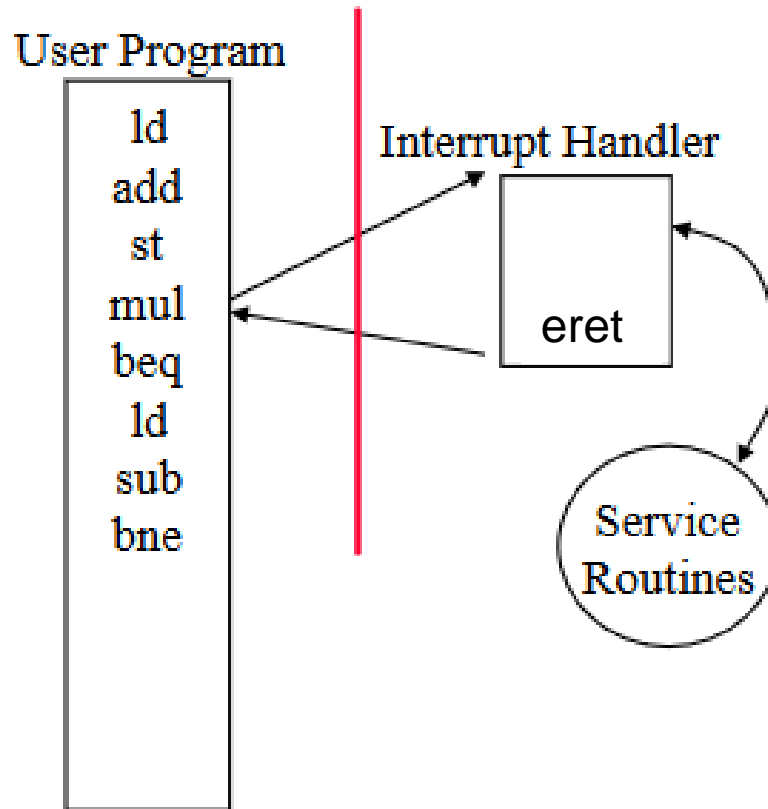 User Program
ld
add
st
mul
beq
ld
sub
bne
Interrupt Handler
eret
Service
Routines